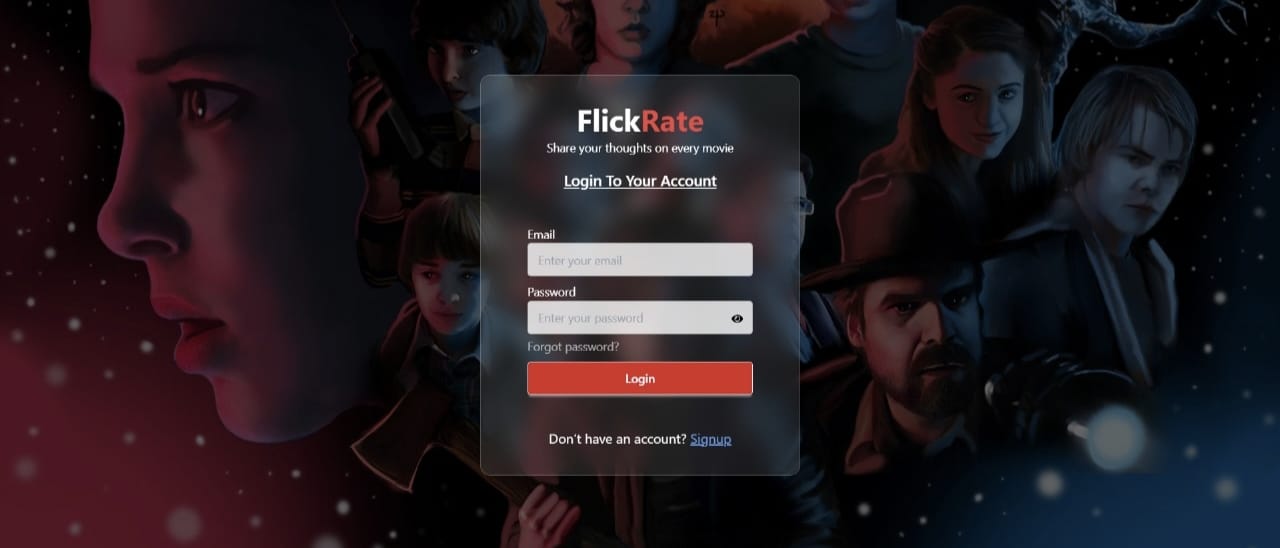 FlickRate
Share your thoughts on every movie
Login To Your Account
Email
Enter your email
Password
Enter your password
Forgot password?
Login
Don't have an account? Signup